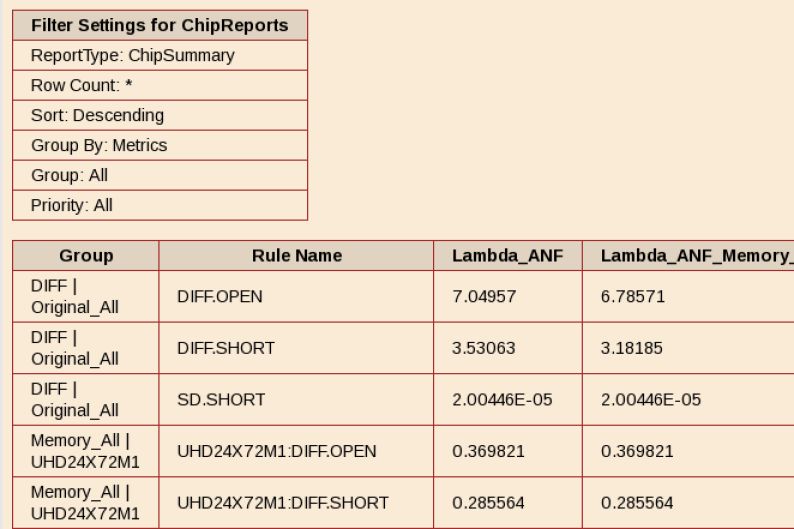 Filter Settings for ChipReports
ReportType: ChipSummary
Row Count: *
Sort: Descending
Group By: Metrics
Group: All
Priority: All
Group Rule Name Lambda_ANF Lambda_ANF_Memory_
DIFF |
Original_All DIFF.OPEN 7.04957 6.78571
DIFF |
Original_All DIFF.SHORT 3.53063 3.18185
DIFF |
Original_All SD.SHORT 2.00446E-05 2.00446E-05
Memory_All |
UHD24X72M1 UHD24X72M1:DIFF.OPEN 0.369821 0.369821
Memory_All |
UHD24X72M1 UHD24X72M1:DIFF.SHORT 0.285564 0.285564